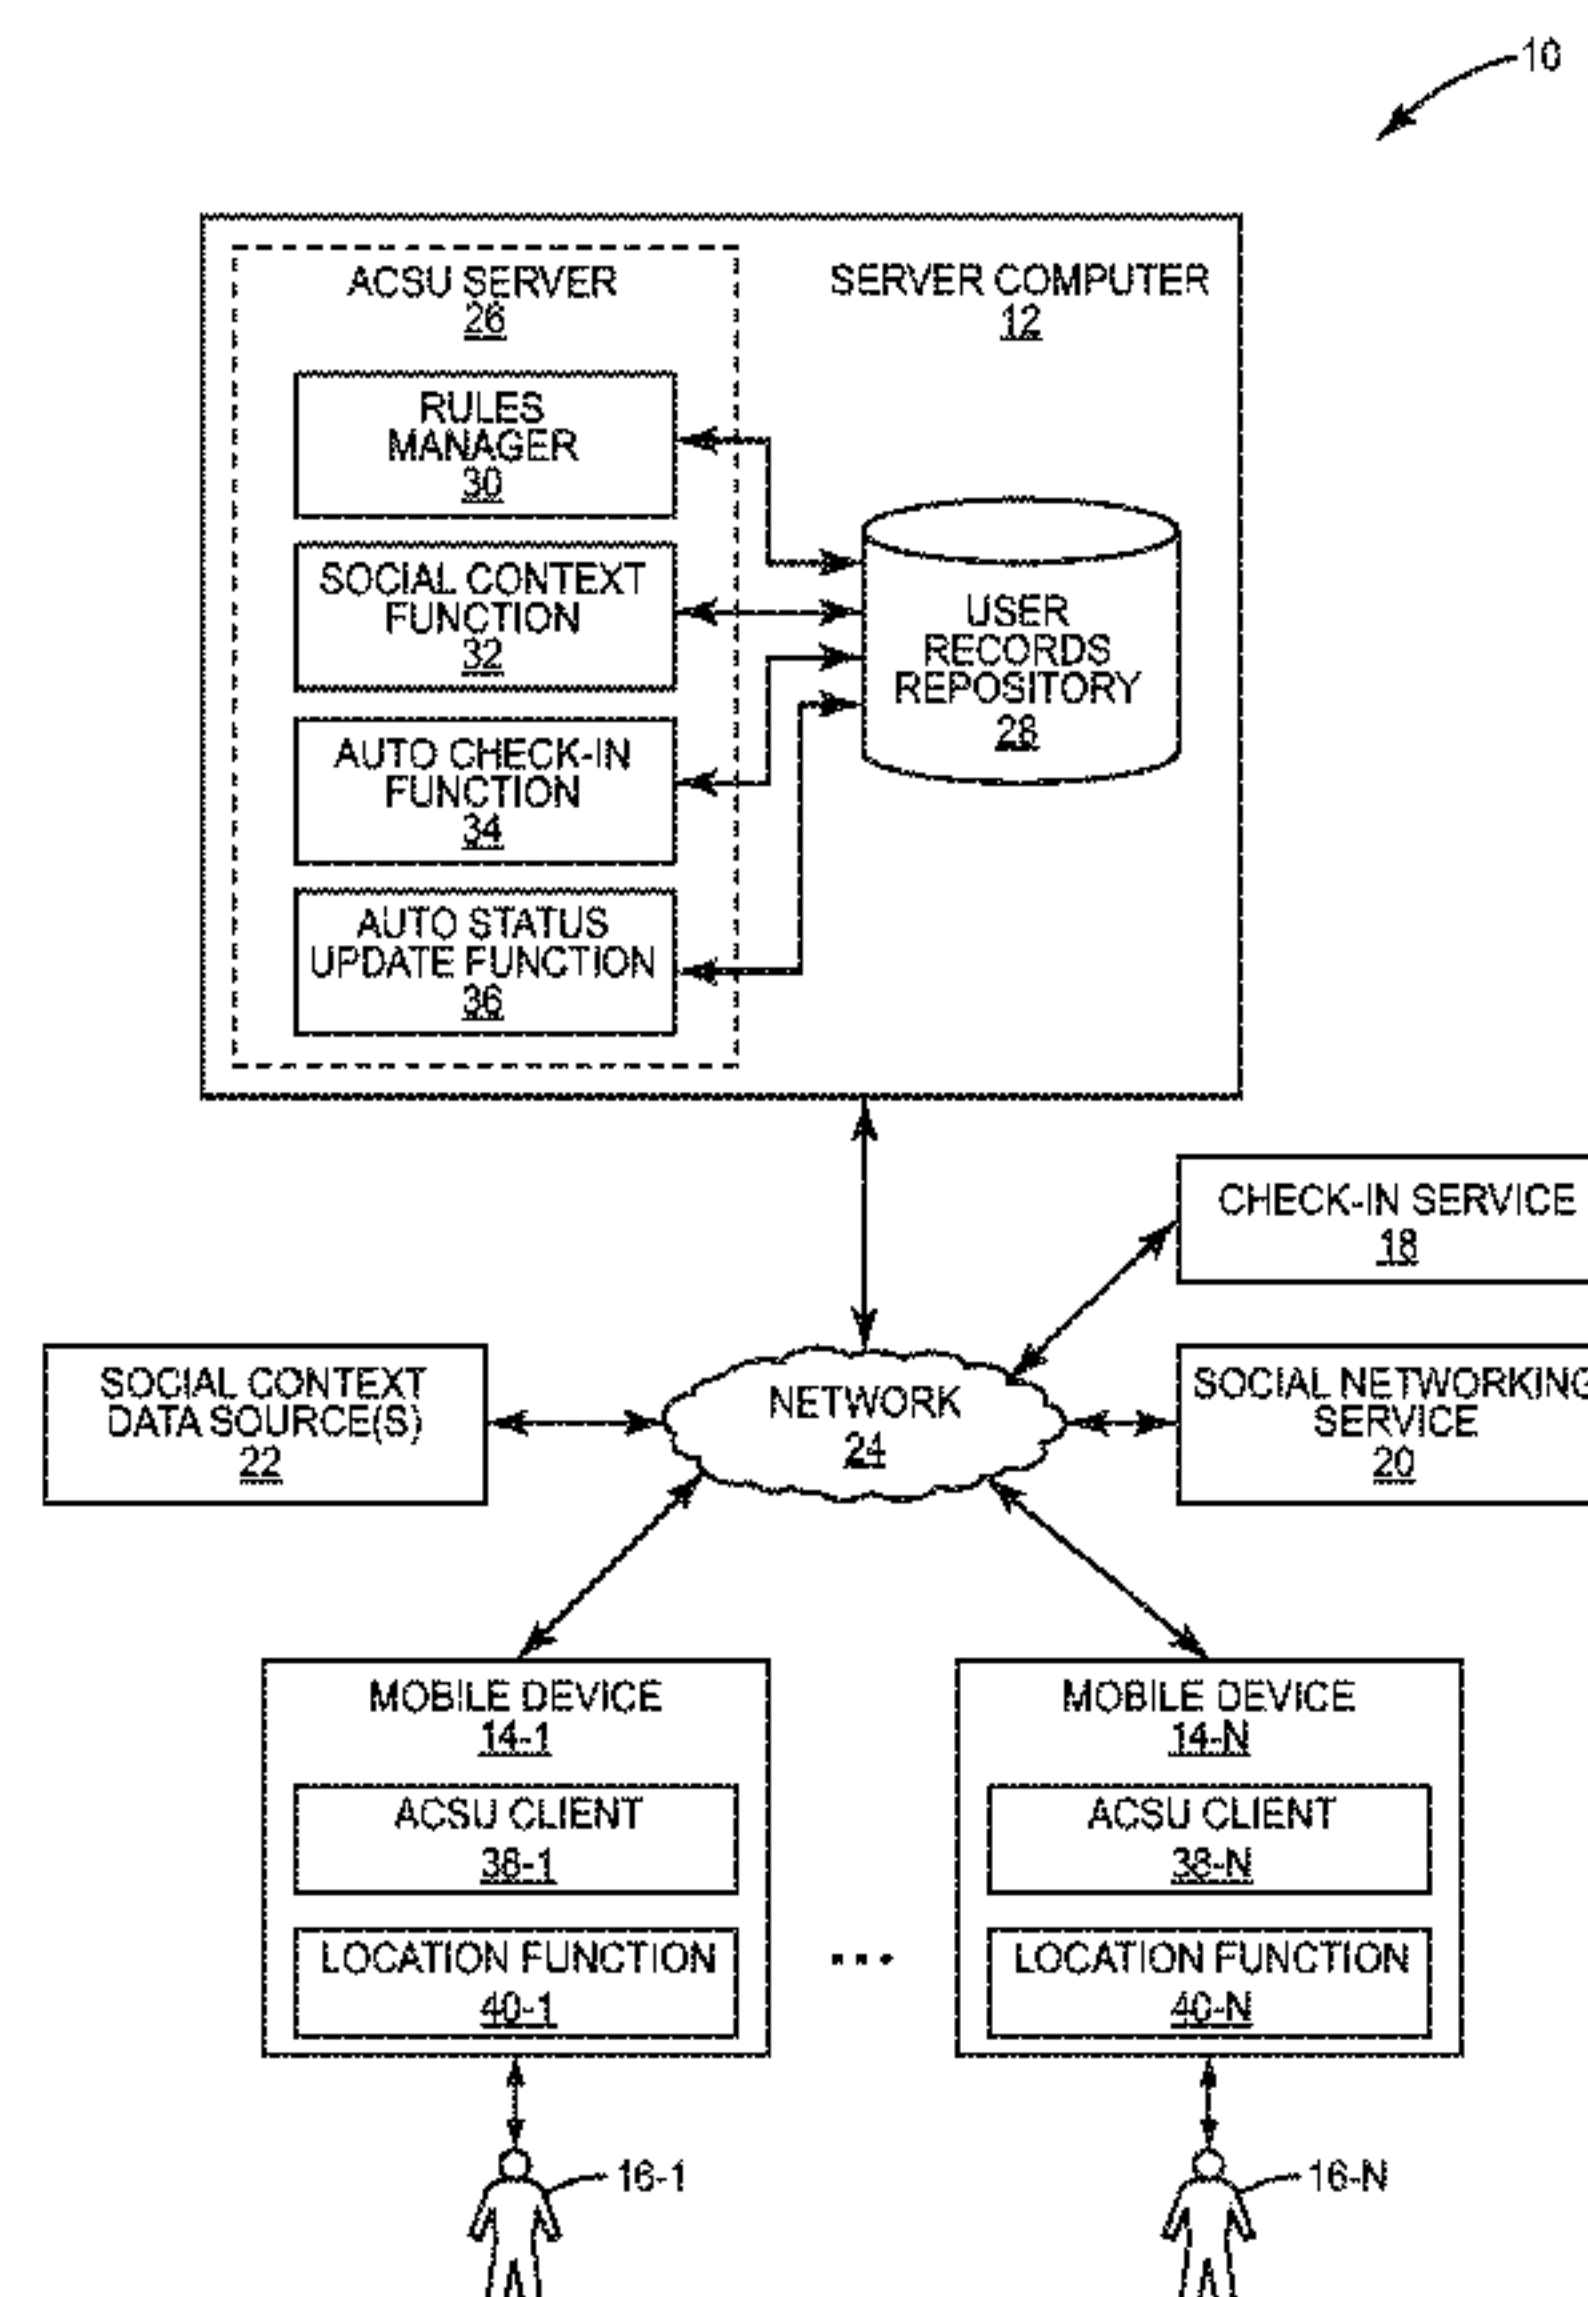 10
ACSU SERVER
26
SERVER COMPUTER
12
RULES
MANAGER
30
SOCIAL CONTEXT
FUNCTION
32
AUTO CHECK-IN
FUNCTION
34
AUTO STATUS
UPDATE FUNCTION
36
USER
RECORDS
REPOSITORY
28
CHECK-IN SERVICE
18
SOCIAL CONTEXT
DATA SOURCE(S)
22
NETWORK
24
SOCIAL NETWORKING
SERVICE
20
MOBILE DEVICE
14-1
ACSU CLIENT
38-1
LOCATION FUNCTION
40-1
...
MOBILE DEVICE
14-N
ACSU CLIENT
38-N
LOCATION FUNCTION
40-N
16-1
16-N